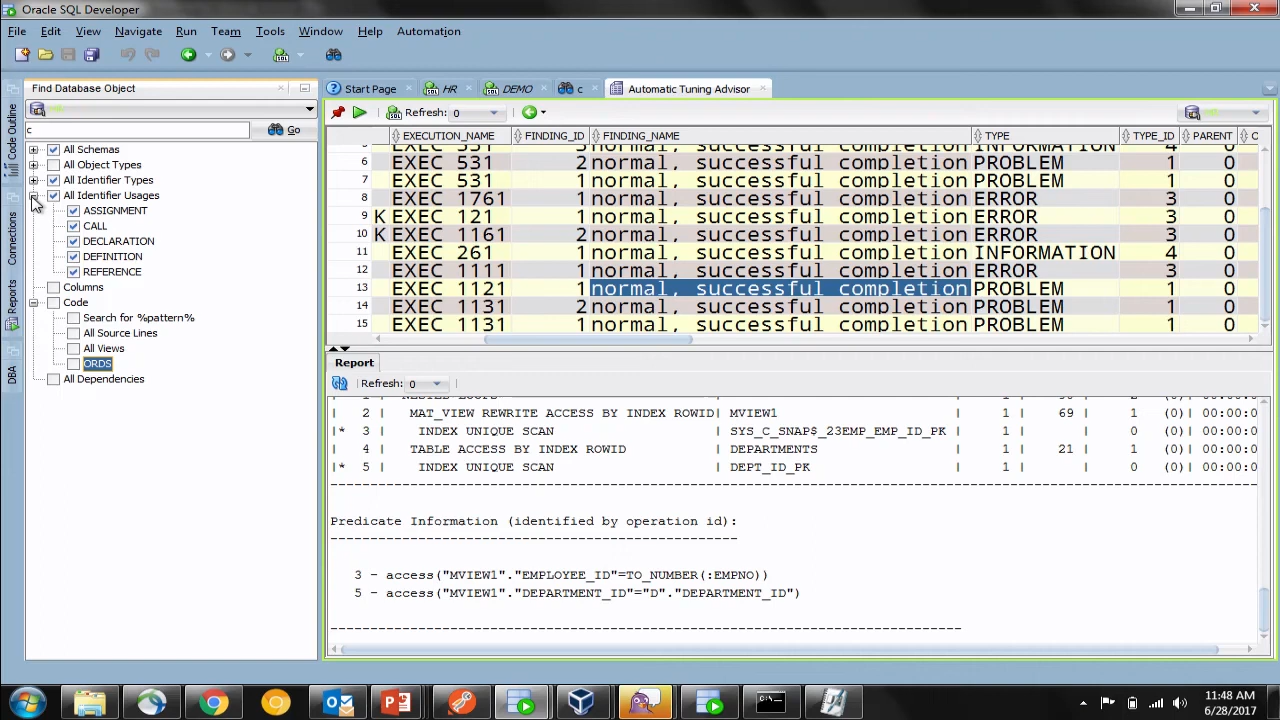 Oracle SQL Developer
File Edit View Navigate Run Team Tools Window Help Automation
Find Database Object
c
Go
All Schemas
All Object Types
All Identifier Types
All Identifier Usages
ASSIGNMENT
CALL
DECLARATION
DEFINITION
REFERENCE
Columns
Code
Search for %pattern%
All Source Lines
All Views
ORDS
All Dependencies
Code Outline
Connections
Reports
DBA
Start Page HR DEMO c Automatic Tuning Advisor
Refresh: 0
EXECUTION_NAME FINDING_ID FINDING_NAME TYPE TYPE_ID PARENT
6 EXEC 531 2 normal, successful completion PROBLEM 1 0
7 EXEC 531 1 normal, successful completion PROBLEM 1 0
8 EXEC 1761 1 normal, successful completion ERROR 3 0
9 K EXEC 121 1 normal, successful completion ERROR 3 0
10 K EXEC 1161 2 normal, successful completion ERROR 3 0
11 EXEC 261 1 normal, successful completion INFORMATION 4 0
12 EXEC 1111 1 normal, successful completion ERROR 3 0
13 EXEC 1121 1 normal, successful completion PROBLEM 1 0
14 EXEC 1131 2 normal, successful completion PROBLEM 1 0
15 EXEC 1131 1 normal, successful completion PROBLEM 1 0
Report
Refresh: 0
| 2 | MAT_VIEW REWRITE ACCESS BY INDEX ROWID| MVIEW1 | 1 | 69 | 1 (0)| 00:00:0
|* 3 | INDEX UNIQUE SCAN | SYS_C_SNAP$_23EMP_EMP_ID_PK | 1 | | 0 (0)| 00:00:0
| 4 | TABLE ACCESS BY INDEX ROWID | DEPARTMENTS | 1 | 21 | 1 (0)| 00:00:0
|* 5 | INDEX UNIQUE SCAN | DEPT_ID_PK | 1 | | 0 (0)| 00:00:0
Predicate Information (identified by operation id):
3 - access("MVIEW1"."EMPLOYEE_ID"=TO_NUMBER(:EMPNO))
5 - access("MVIEW1"."DEPARTMENT_ID"="D"."DEPARTMENT_ID")
11:48 AM
6/28/2017